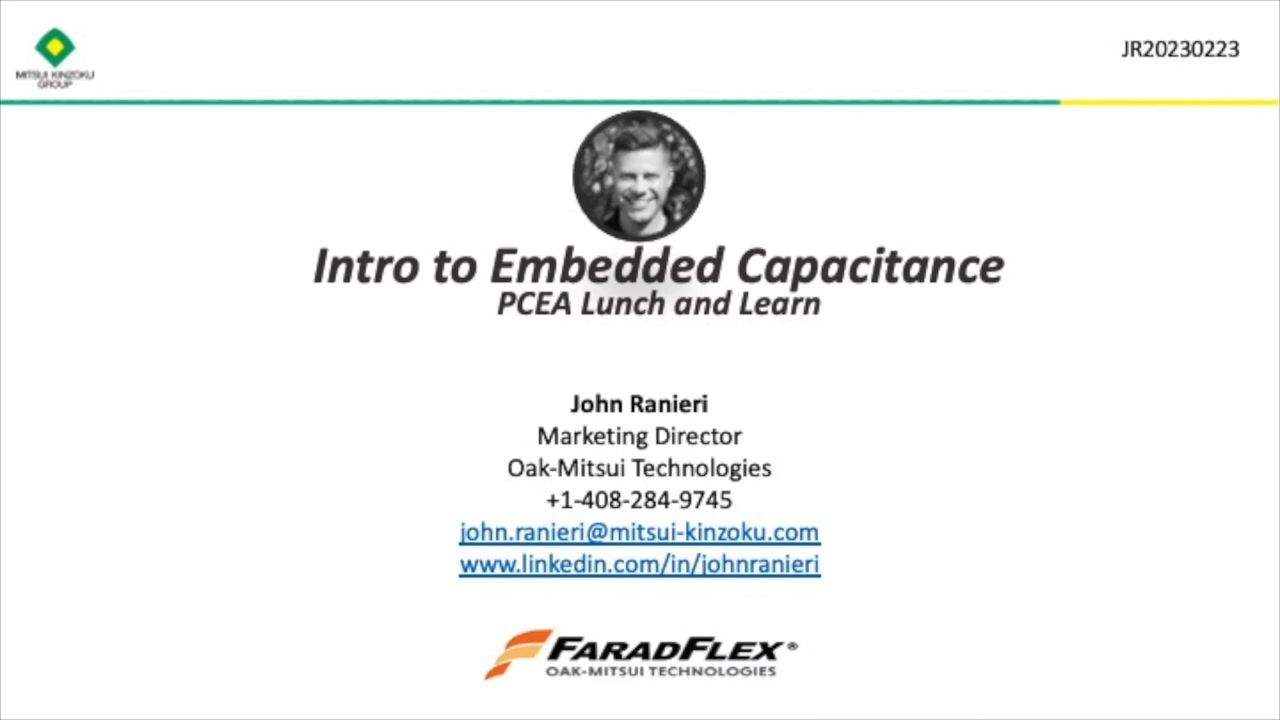 MITSUI KINZOKU
GROUP
JR20230223
Intro to Embedded Capacitance
PCEA Lunch and Learn
John Ranieri
Marketing Director
Oak-Mitsui Technologies
+1-408-284-9745
john.ranieri@mitsui-kinzoku.com
www.linkedin.com/in/johnranieri
FARADFLEX®
OAK-MITSUI TECHNOLOGIES